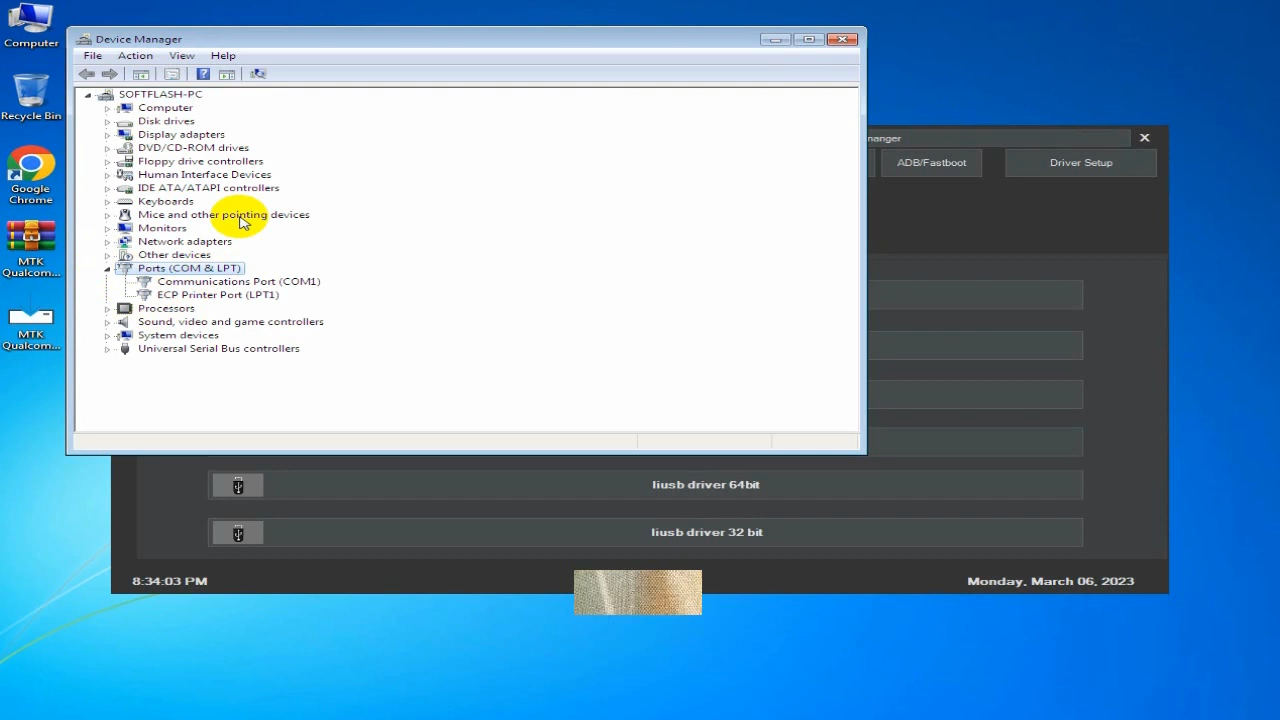 Computer
Recycle Bin
Google
Chrome
MTK
Qualcom...
MTK
Qualcom...
Device Manager
File Action View Help
SOFTFLASH-PC
Computer
Disk drives
Display adapters
DVD/CD-ROM drives
Floppy drive controllers
Human Interface Devices
IDE ATA/ATAPI controllers
Keyboards
Mice and other pointing devices
Monitors
Network adapters
Other devices
Ports (COM & LPT)
Communications Port (COM1)
ECP Printer Port (LPT1)
Processors
Sound, video and game controllers
System devices
Universal Serial Bus controllers
anager
ADB/Fastboot
Driver Setup
liusb driver 64bit
liusb driver 32 bit
8:34:03 PM
Monday, March 06, 2023